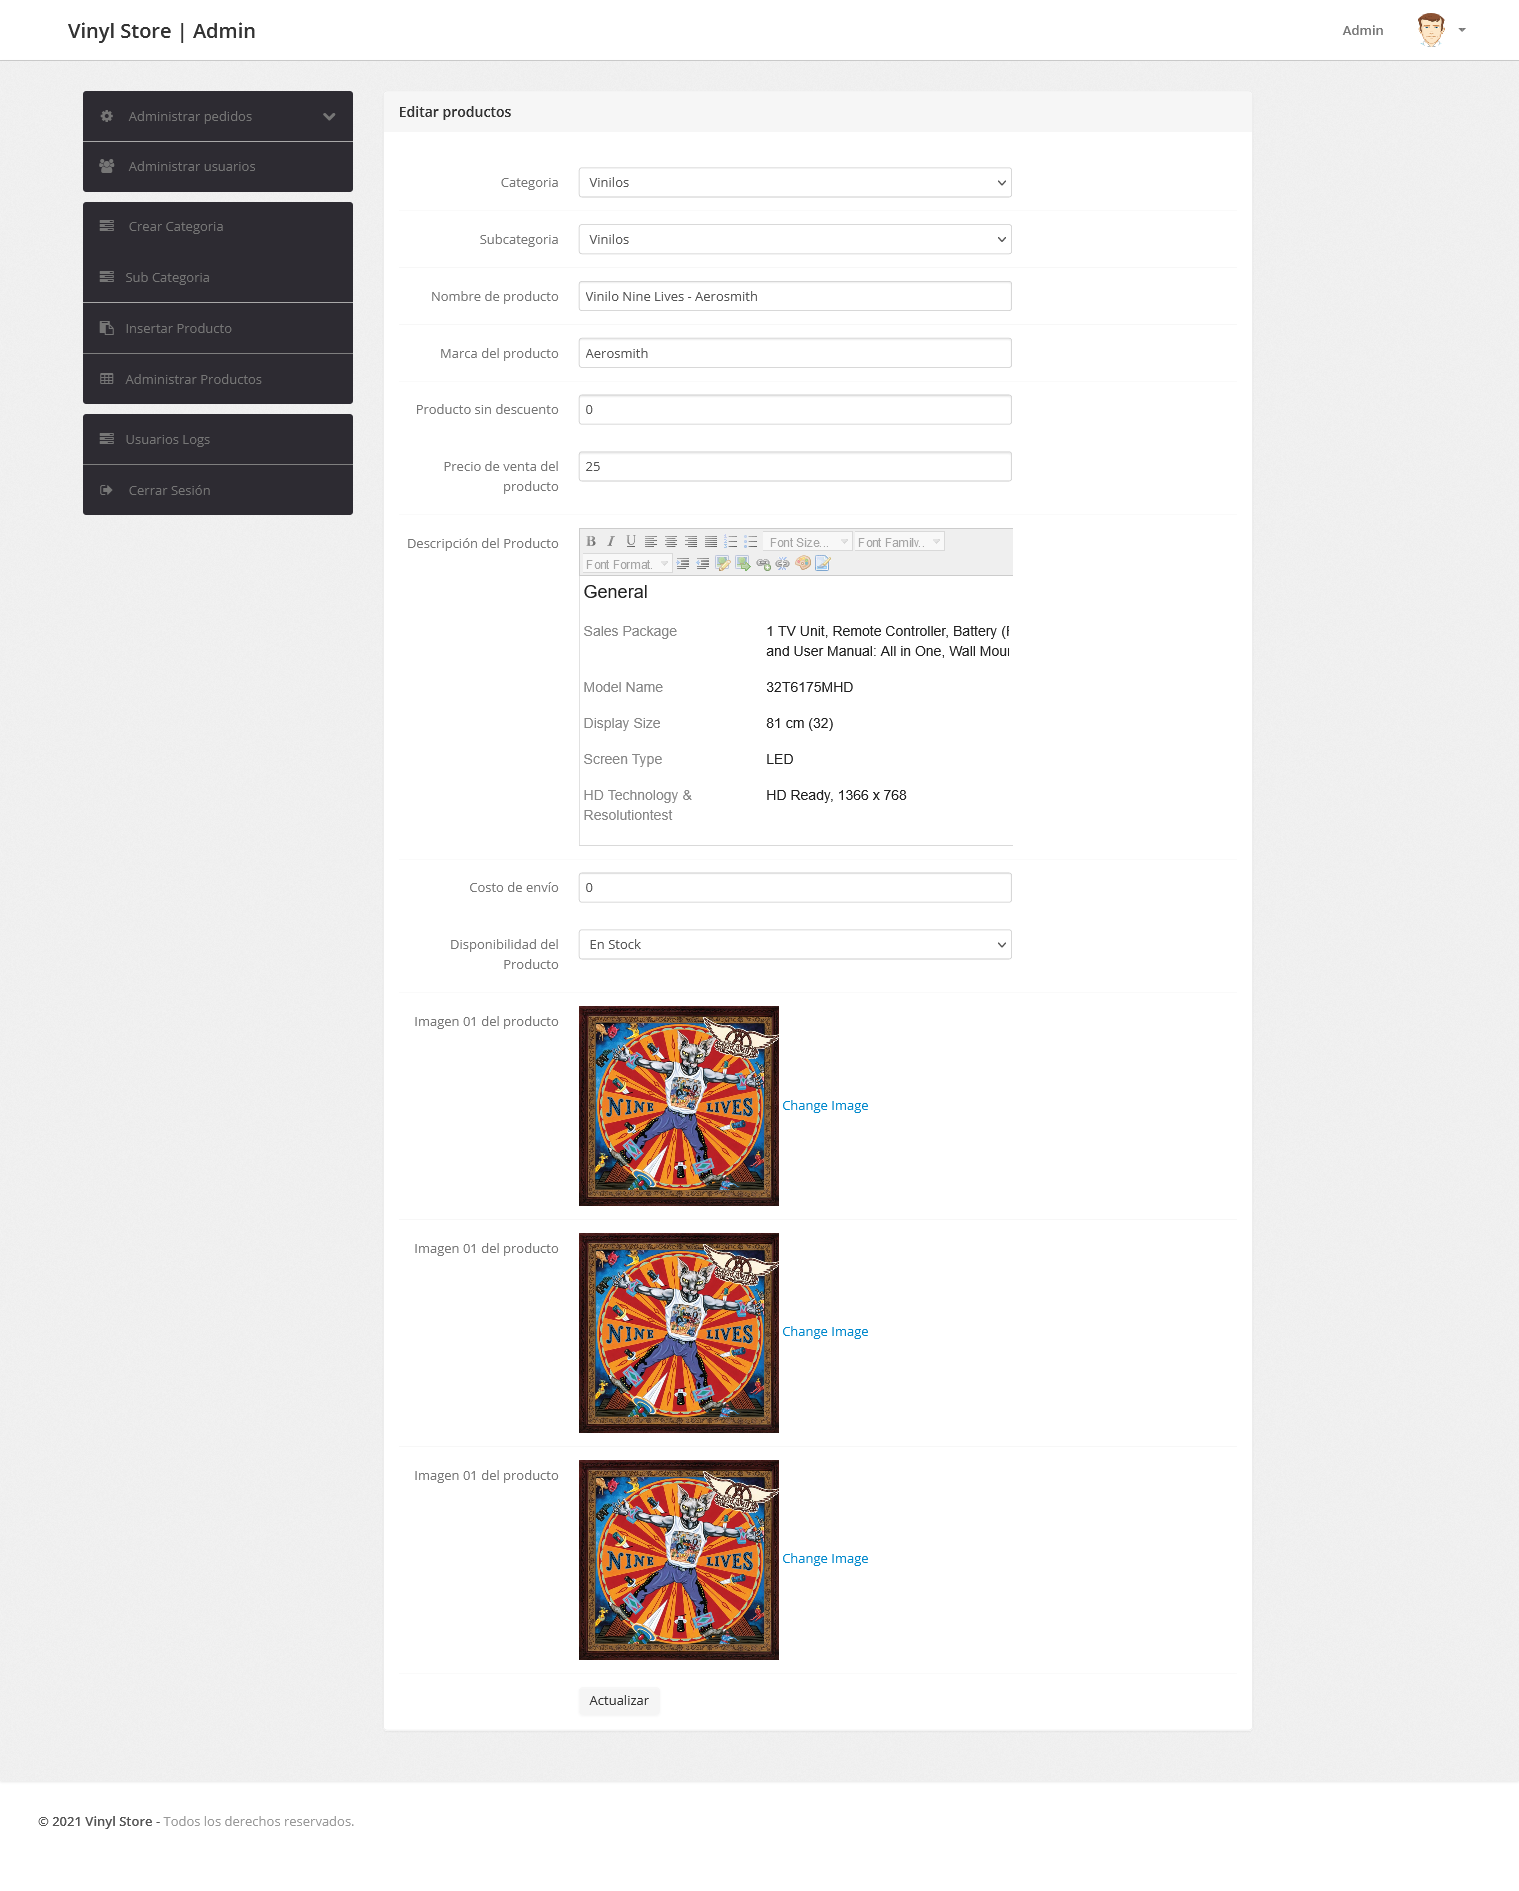 Vinyl Store | Admin
Admin
Administrar pedidos
Administrar usuarios
Crear Categoria
Sub Categoria
Insertar Producto
Administrar Productos
Usuarios Logs
Cerrar Sesión
Editar productos
Categoria
Vinilos
Subcategoria
Vinilos
Nombre de producto
Vinilo Nine Lives - Aerosmith
Marca del producto
Aerosmith
Producto sin descuento
0
Precio de venta del
producto
25
Descripción del Producto
B I U
Font Size...
Font Family..
Font Format.
General
Sales Package
1 TV Unit, Remote Controller, Battery (
and User Manual: All in One, Wall
Model Name
32T6175MHD
Display Size
81 cm (32)
Screen Type
LED
HD Technology &
Resolutiontest
HD Ready, 1366 x 768
Costo de envío
0
Disponibilidad del
Producto
En Stock
Imagen 01 del producto
NINE LIVES
Change Image
Imagen 01 del producto
NINE LIVES
Change Image
Imagen 01 del producto
NINE LIVES
Change Image
Actualizar
© 2021 Vinyl Store - Todos los derechos reservados.